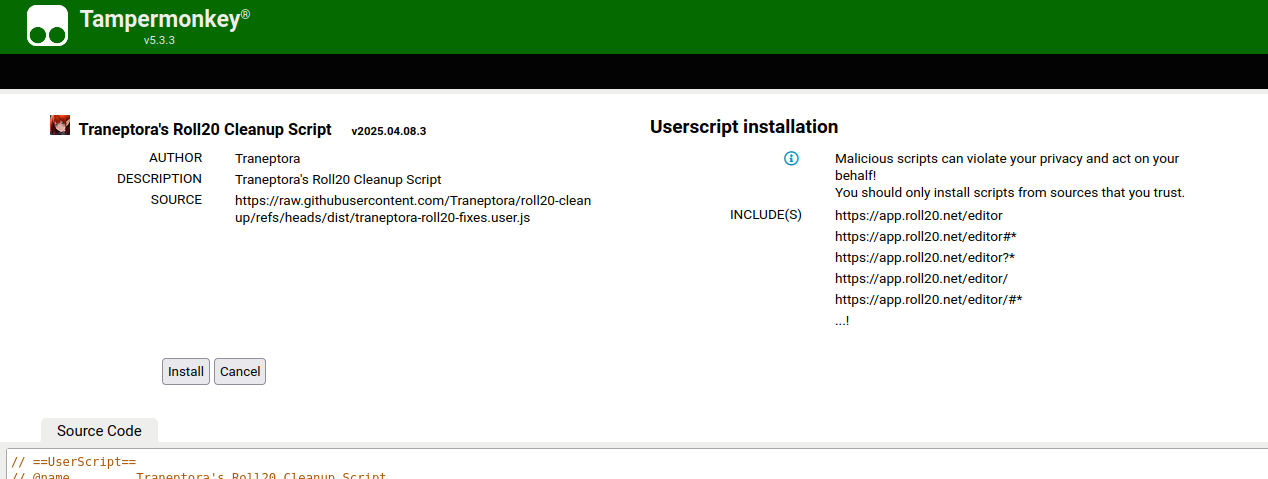 Tampermonkey®
v5.3.3
Traneptora's Roll20 Cleanup Script v2025.04.08.3
AUTHOR Traneptora
DESCRIPTION Traneptora's Roll20 Cleanup Script
SOURCE https://raw.githubusercontent.com/Traneptora/roll20-clean
up/refs/heads/dist/traneptora-roll20-fixes.user.js
Userscript installation
Malicious scripts can violate your privacy and act on your
behalf!
You should only install scripts from sources that you trust.
INCLUDE(S) https://app.roll20.net/editor
https://app.roll20.net/editor#*
https://app.roll20.net/editor?*
https://app.roll20.net/editor/
https://app.roll20.net/editor/#*
...!
Install Cancel
Source Code
// ==UserScript==
// @name Traneptora's Roll20 Cleanup Script